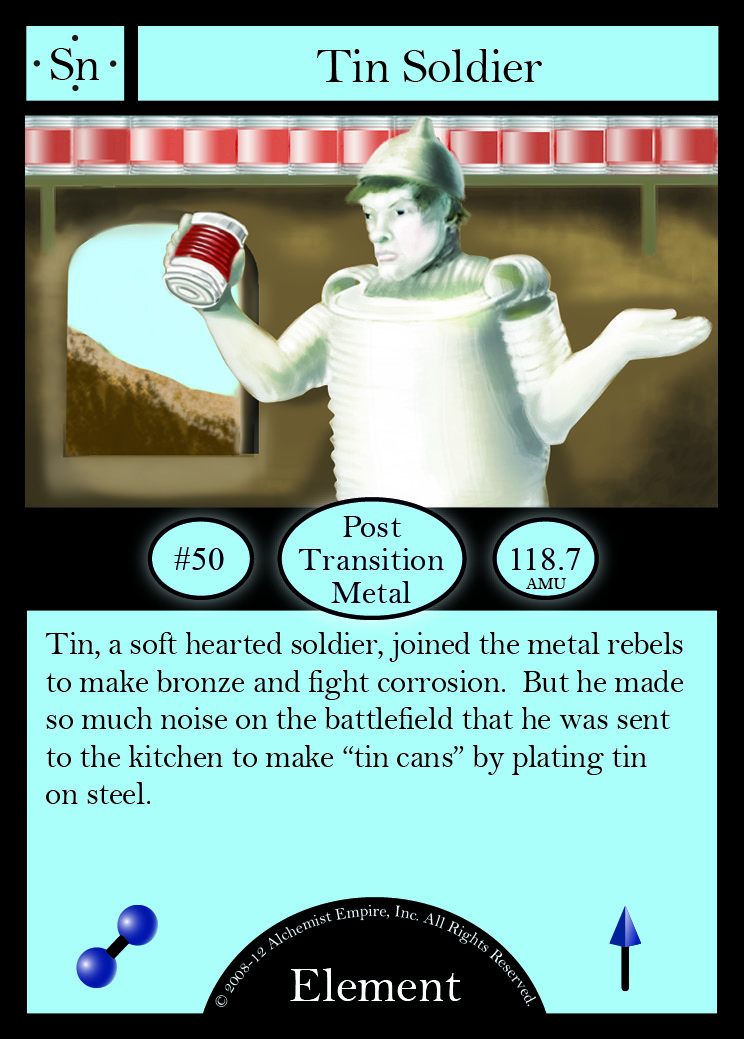 Sn
Tin Soldier
#50
Post
Transition
Metal
118.7
AMU
Tin, a soft hearted soldier, joined the metal rebels
to make bronze and fight corrosion.  But he made
so much noise on the battlefield that he was sent
to the kitchen to make “tin cans” by plating tin
on steel.
© 2008-12 Alchemist Empire, Inc. All Rights Reserved.
Element